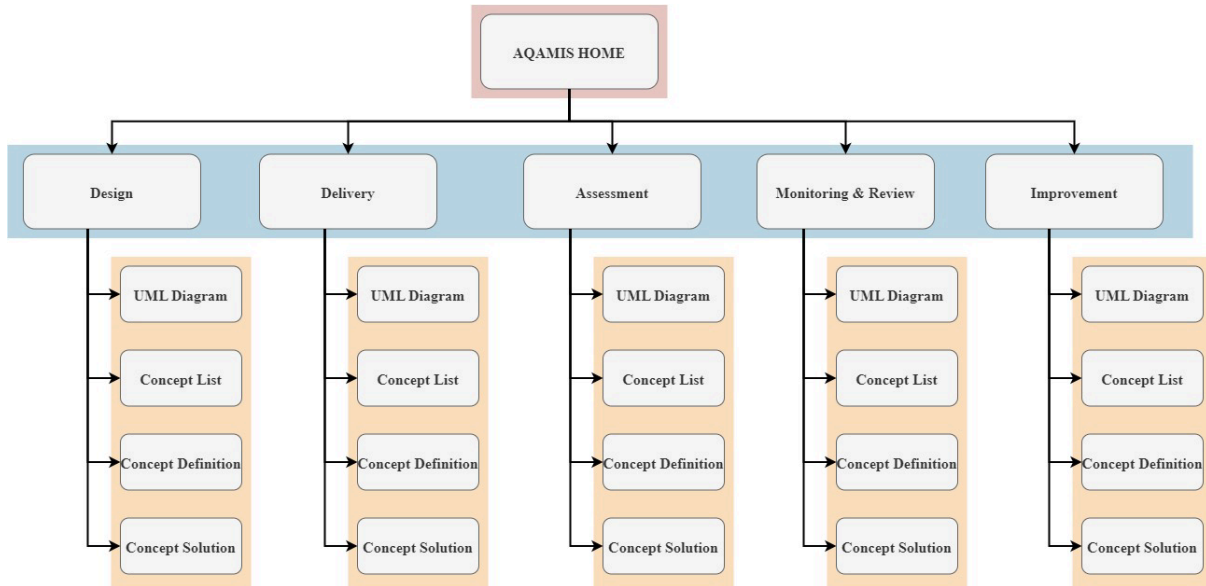 AQAMIS HOME
Design
Delivery
Assessment
Monitoring & Review
Improvement
UML Diagram
UML Diagram
UML Diagram
UML Diagram
UML Diagram
Concept List
Concept List
Concept List
Concept List
Concept List
Concept Definition
Concept Definition
Concept Definition
Concept Definition
Concept Definition
Concept Solution
Concept Solution
Concept Solution
Concept Solution
Concept Solution